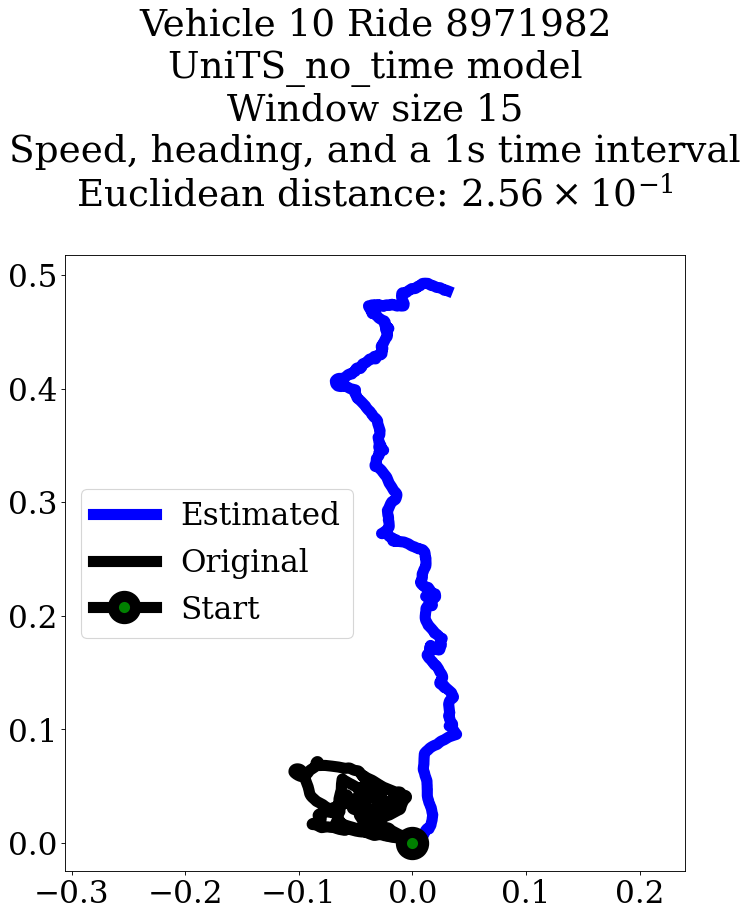 Vehicle 10 Ride 8971982
UniTS_no_time model
Window size 15
Speed, heading, and a 1s time interval
Euclidean distance: 2.56 × 10⁻¹
0.5
0.4
0.3
0.2
0.1
0.0
Estimated
Original
Start
−0.3 −0.2 −0.1 0.0 0.1 0.2